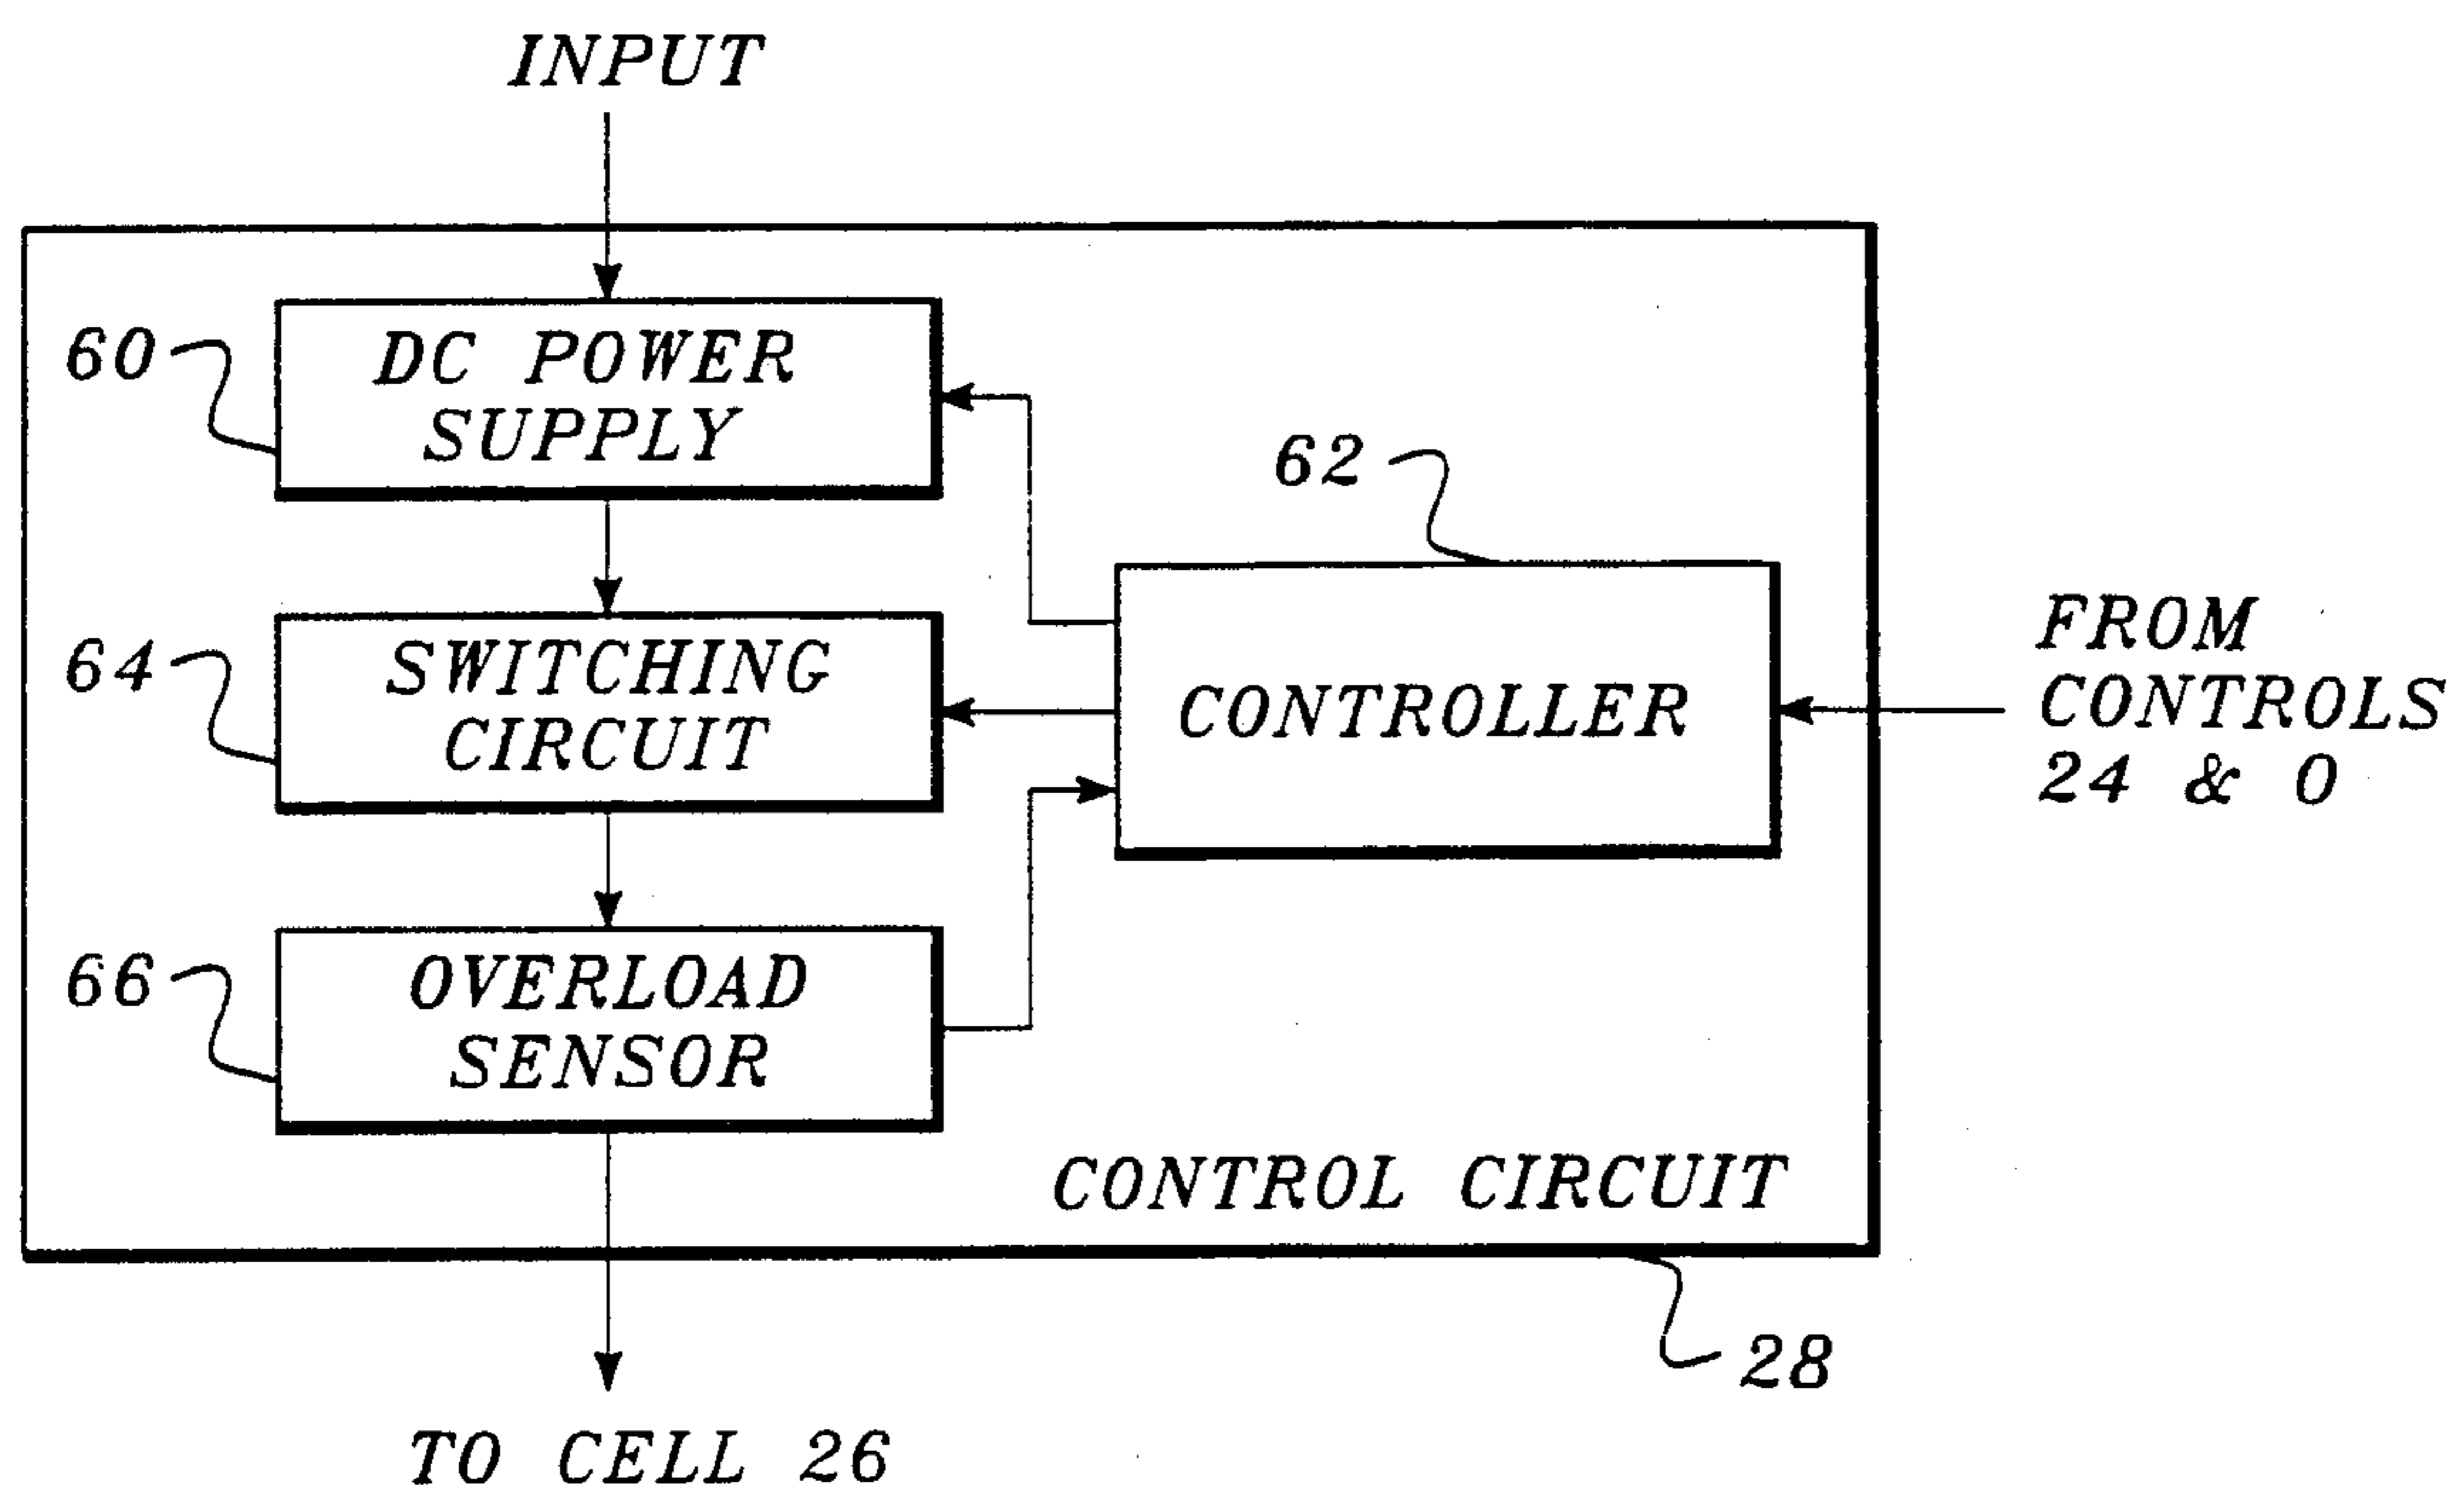 INPUT
60
DC POWER
SUPPLY
62
64
SWITCHING
CIRCUIT
CONTROLLER
FROM
CONTROLS
24 & 0
66
OVERLOAD
SENSOR
CONTROL CIRCUIT
28
TO CELL 26